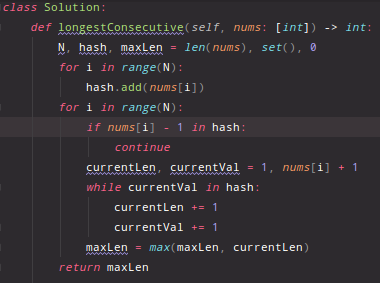 class Solution:
    def longestConsecutive(self, nums: [int]) -> int:
        N, hash, maxLen = len(nums), set(), 0
        for i in range(N):
            hash.add(nums[i])
        for i in range(N):
            if nums[i] - 1 in hash:
                continue
            currentLen, currentVal = 1, nums[i] + 1
            while currentVal in hash:
                currentLen += 1
                currentVal += 1
            maxLen = max(maxLen, currentLen)
        return maxLen